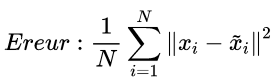 Ereur : \frac{1}{N} \sum_{i=1}^{N} \| x_i - \tilde{x}_i \|^2